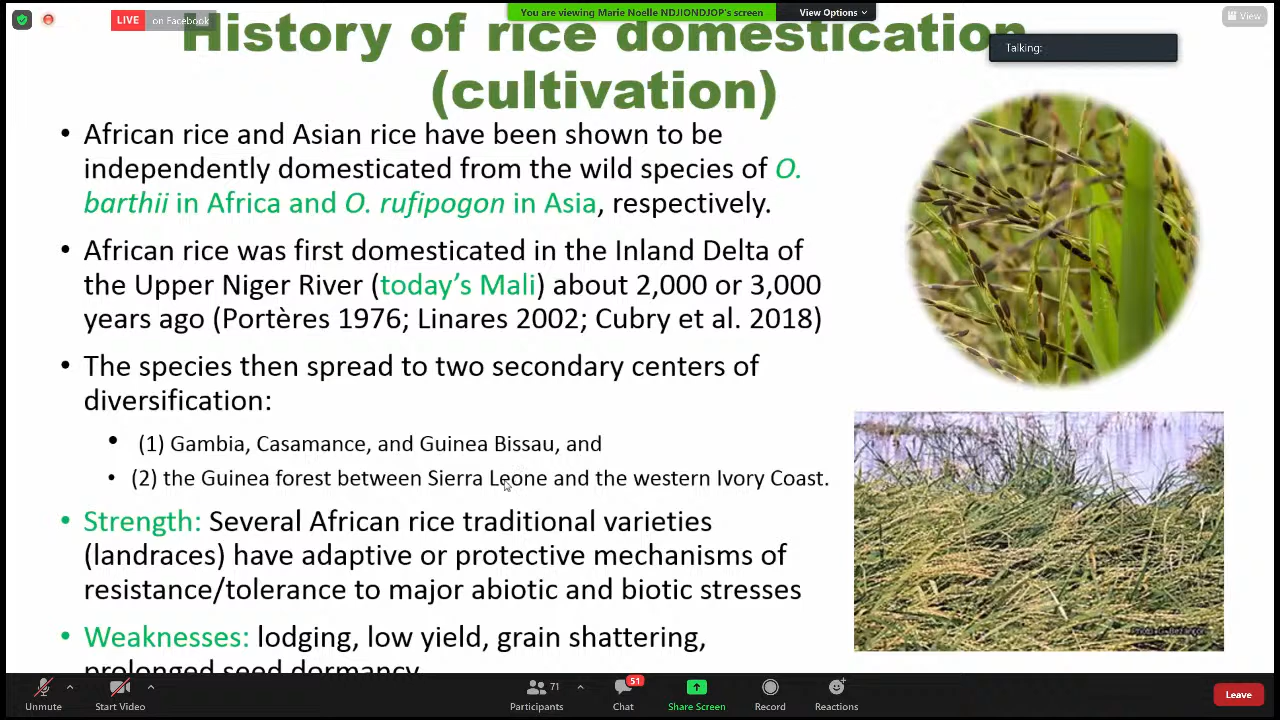 LIVE on Facebook
You are viewing Marie Noelle NDJIONDJOP's screen
View Options
View
Talking:
History of rice domestication
(cultivation)
• African rice and Asian rice have been shown to be
independently domesticated from the wild species of O.
barthii in Africa and O. rufipogon in Asia, respectively.
• African rice was first domesticated in the Inland Delta of
the Upper Niger River (today's Mali) about 2,000 or 3,000
years ago (Portères 1976; Linares 2002; Cubry et al. 2018)
• The species then spread to two secondary centers of
diversification:
• (1) Gambia, Casamance, and Guinea Bissau, and
• (2) the Guinea forest between Sierra Leone and the western Ivory Coast.
• Strength: Several African rice traditional varieties
(landraces) have adaptive or protective mechanisms of
resistance/tolerance to major abiotic and biotic stresses
• Weaknesses: lodging, low yield, grain shattering,
prolonged seed dormancy
Unmute
Start Video
71
Participants
51
Chat
Share Screen
Record
Reactions
Leave